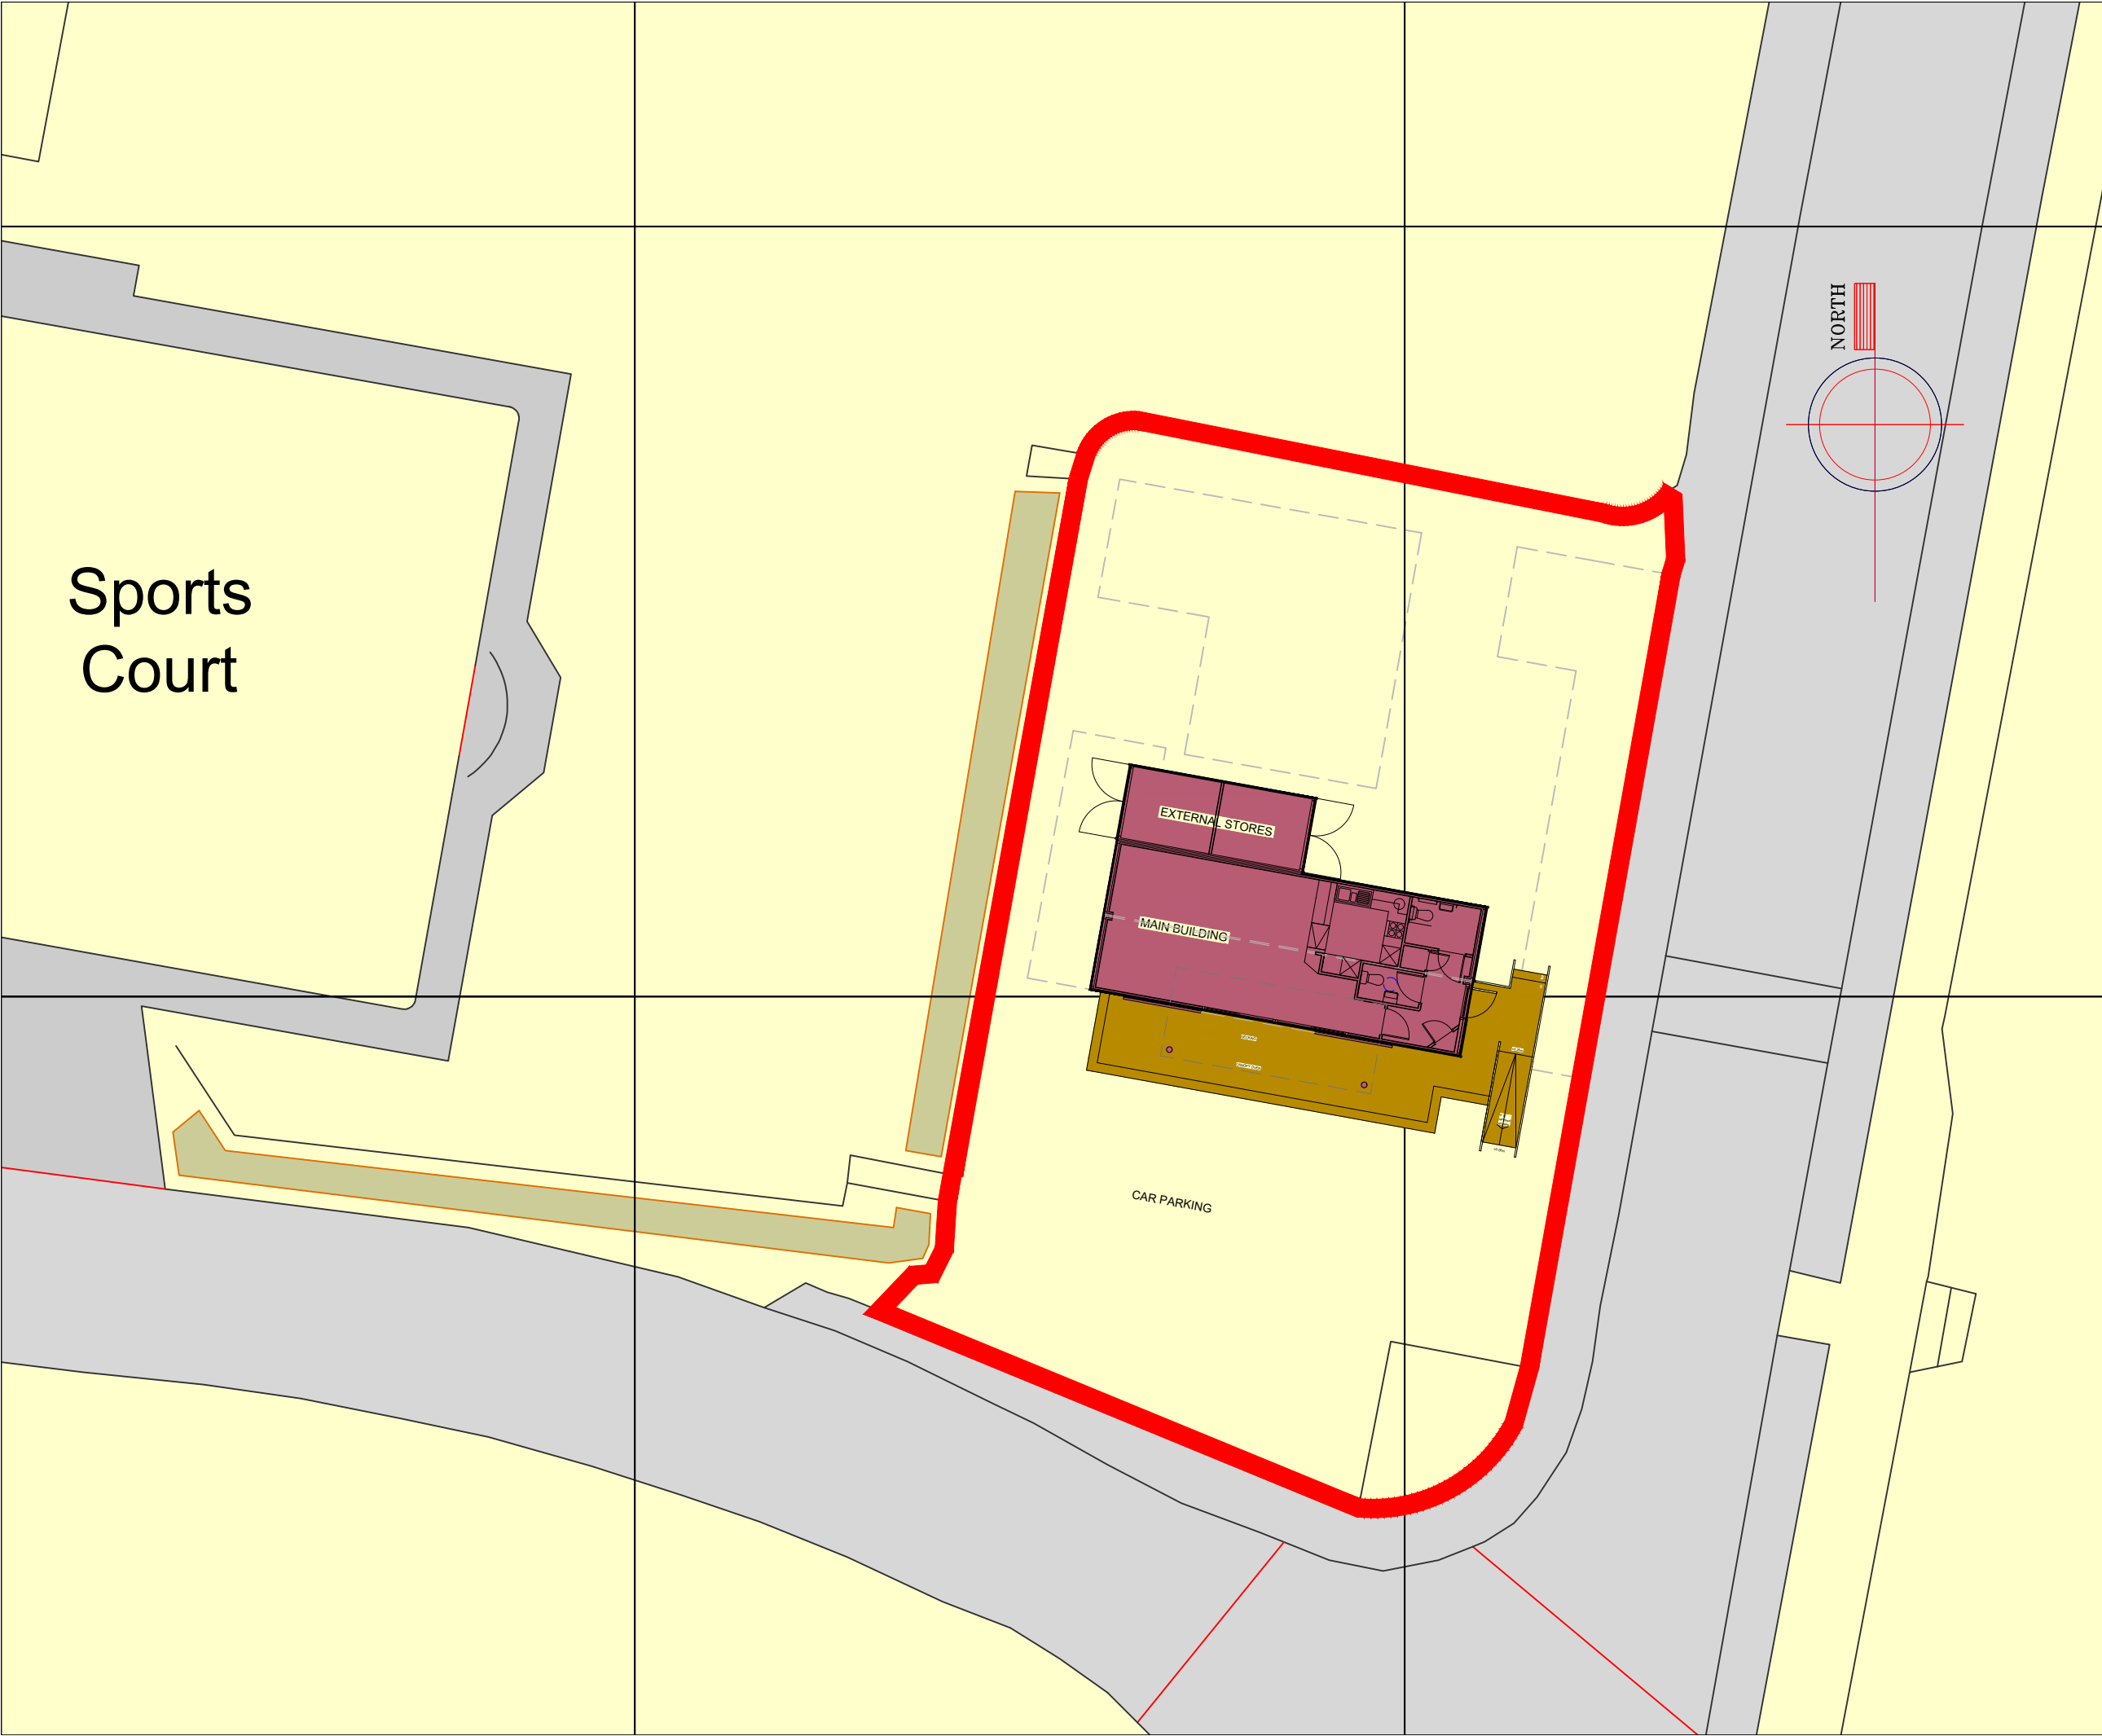 NORTH
Sports
Court
EXTERNAL STORES
MAIN BUILDING
CAR PARKING